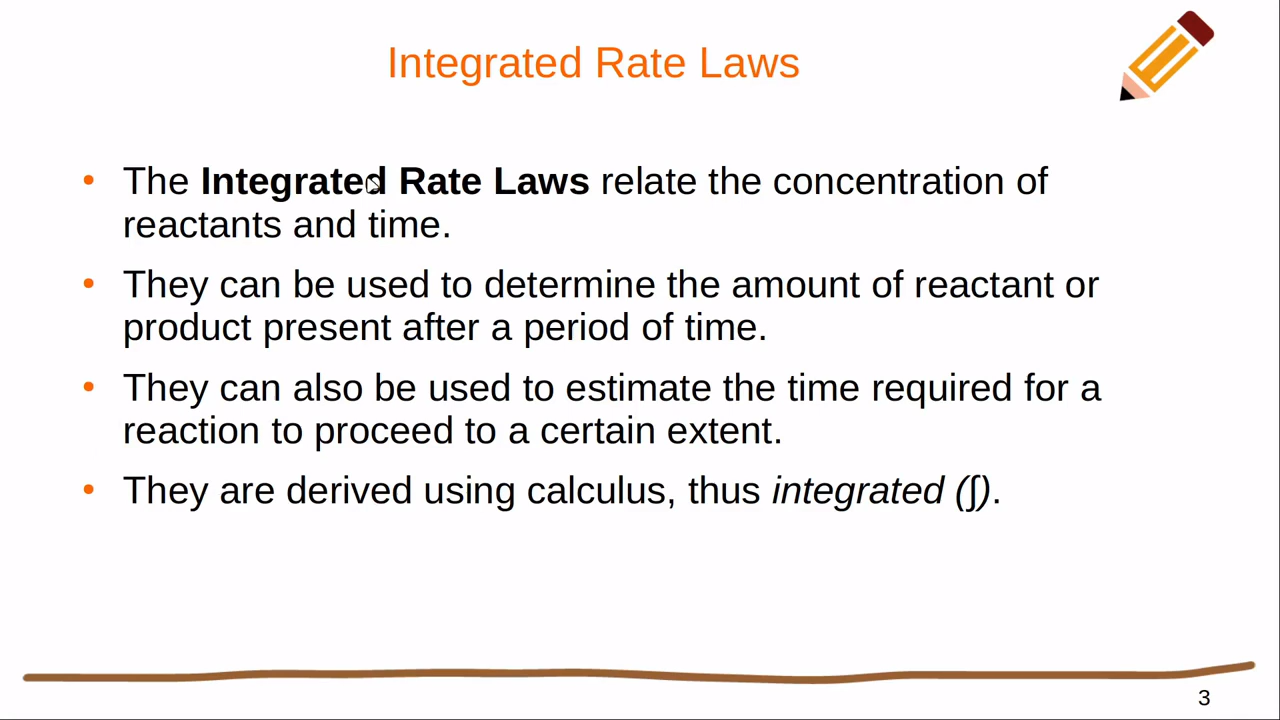 Integrated Rate Laws
• The Integrated Rate Laws relate the concentration of
reactants and time.
• They can be used to determine the amount of reactant or
product present after a period of time.
• They can also be used to estimate the time required for a
reaction to proceed to a certain extent.
• They are derived using calculus, thus integrated (∫).
3